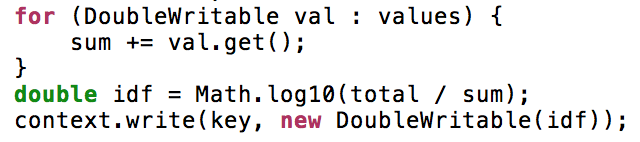 for (DoubleWritable val : values) {
    sum += val.get();
}
double idf = Math.log10(total / sum);
context.write(key, new DoubleWritable(idf));